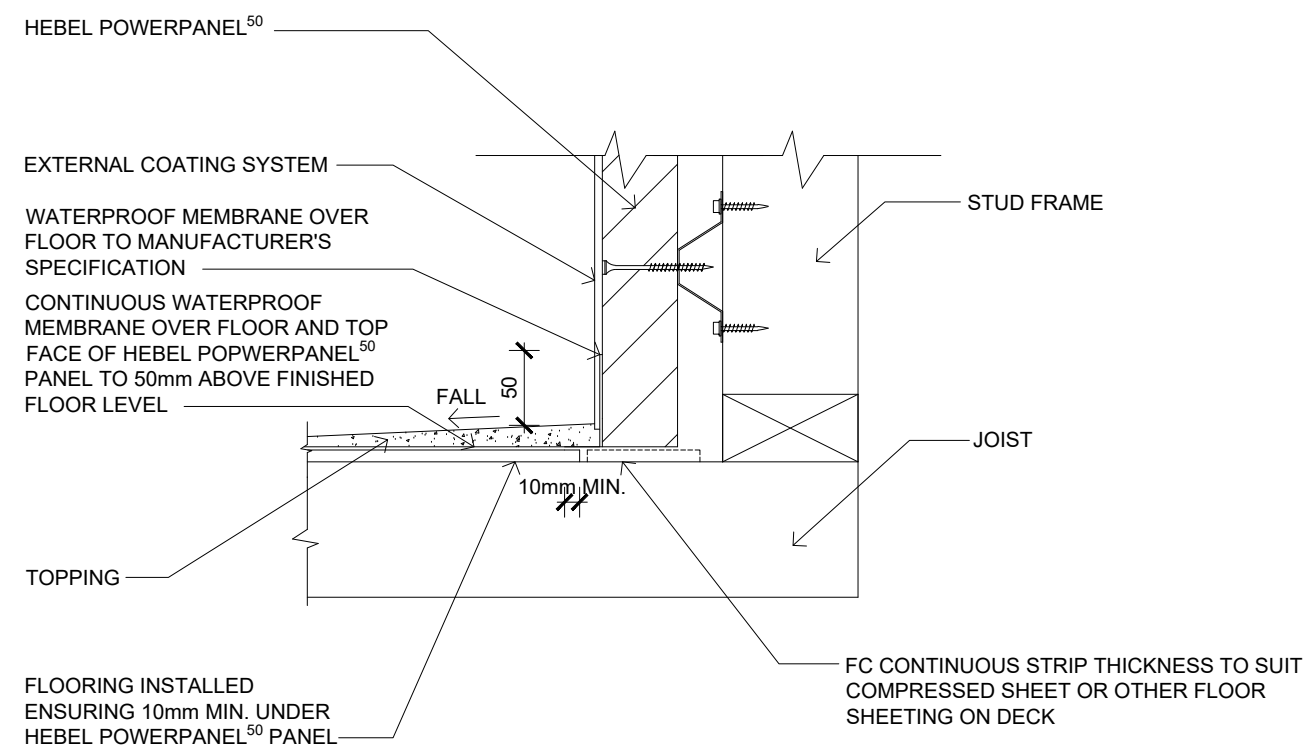 HEBEL POWERPANEL50
EXTERNAL COATING SYSTEM
WATERPROOF MEMBRANE OVER
FLOOR TO MANUFACTURER'S
SPECIFICATION
CONTINUOUS WATERPROOF
MEMBRANE OVER FLOOR AND TOP
FACE OF HEBEL POPWERPANEL50
PANEL TO 50mm ABOVE FINISHED
FLOOR LEVEL
STUD FRAME
50
FALL
JOIST
10mm MIN.
TOPPING
FLOORING INSTALLED
ENSURING 10mm MIN. UNDER
HEBEL POWERPANEL50 PANEL
FC CONTINUOUS STRIP THICKNESS TO SUIT
COMPRESSED SHEET OR OTHER FLOOR
SHEETING ON DECK